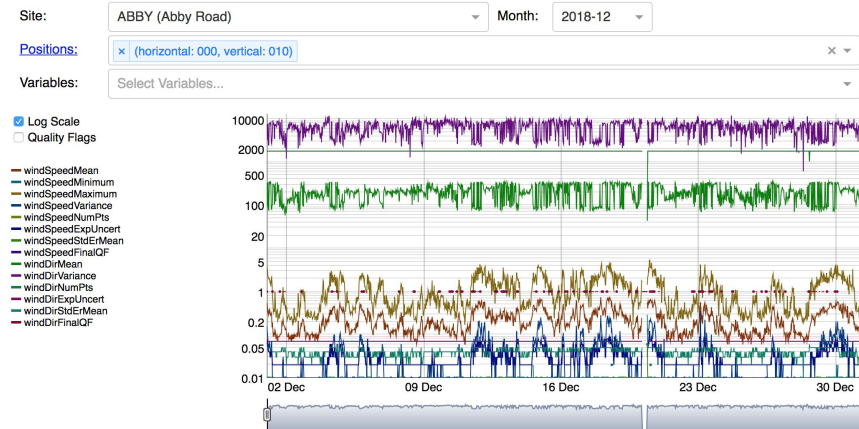 Site: ABBY (Abby Road) Month: 2018-12
Positions: × (horizontal: 000, vertical: 010) ×
Variables: Select Variables...
Log Scale
Quality Flags
windSpeedMean
windSpeedMinimum
windSpeedMaximum
windSpeedVariance
windSpeedNumPts
windSpeedExpUncert
windSpeedStdErMean
windSpeedFinalQF
windDirMean
windDirVariance
windDirNumPts
windDirExpUncert
windDirStdErMean
windDirFinalQF
10000
2000
500
100
20
5
1
0.2
0.05
0.01
02 Dec 09 Dec 16 Dec 23 Dec 30 Dec